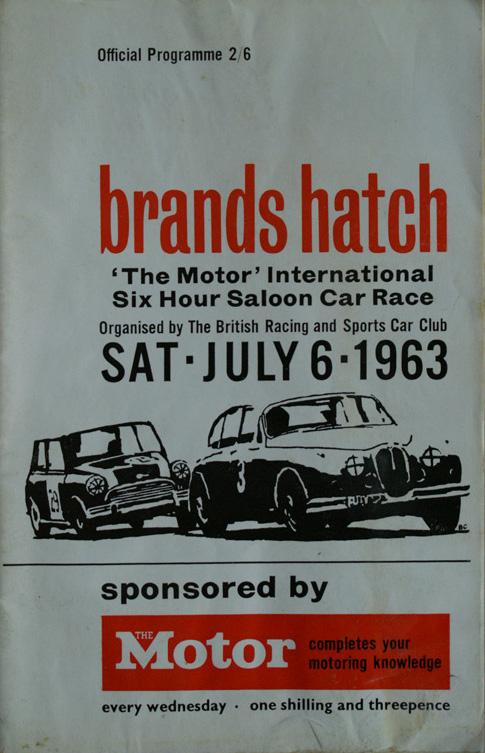 Official Programme 2/6
brands hatch
‘The Motor’ International
Six Hour Saloon Car Race
Organised by The British Racing and Sports Car Club
SAT·JULY 6·1963
sponsored by
THE Motor
completes your
motoring knowledge
every wednesday · one shilling and threepence